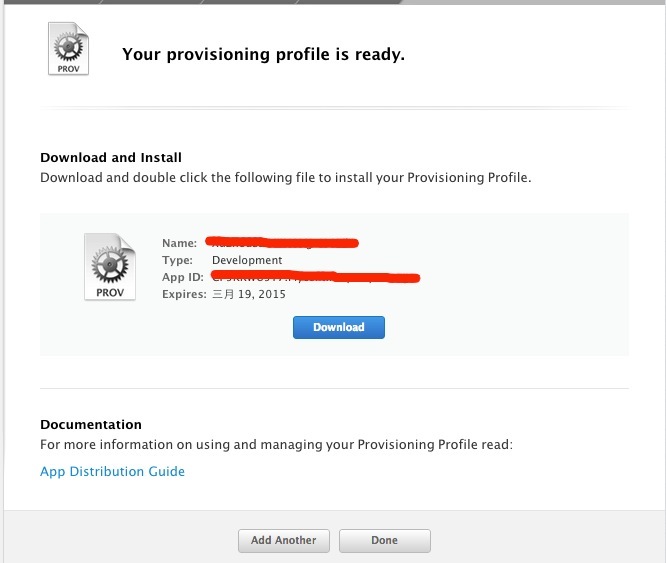 PROV
Your provisioning profile is ready.
Download and Install
Download and double click the following file to install your Provisioning Profile.
PROV
Name:
Type: Development
App ID:
Expires: 三月 19, 2015
Download
Documentation
For more information on using and managing your Provisioning Profile read:
App Distribution Guide
Add Another
Done